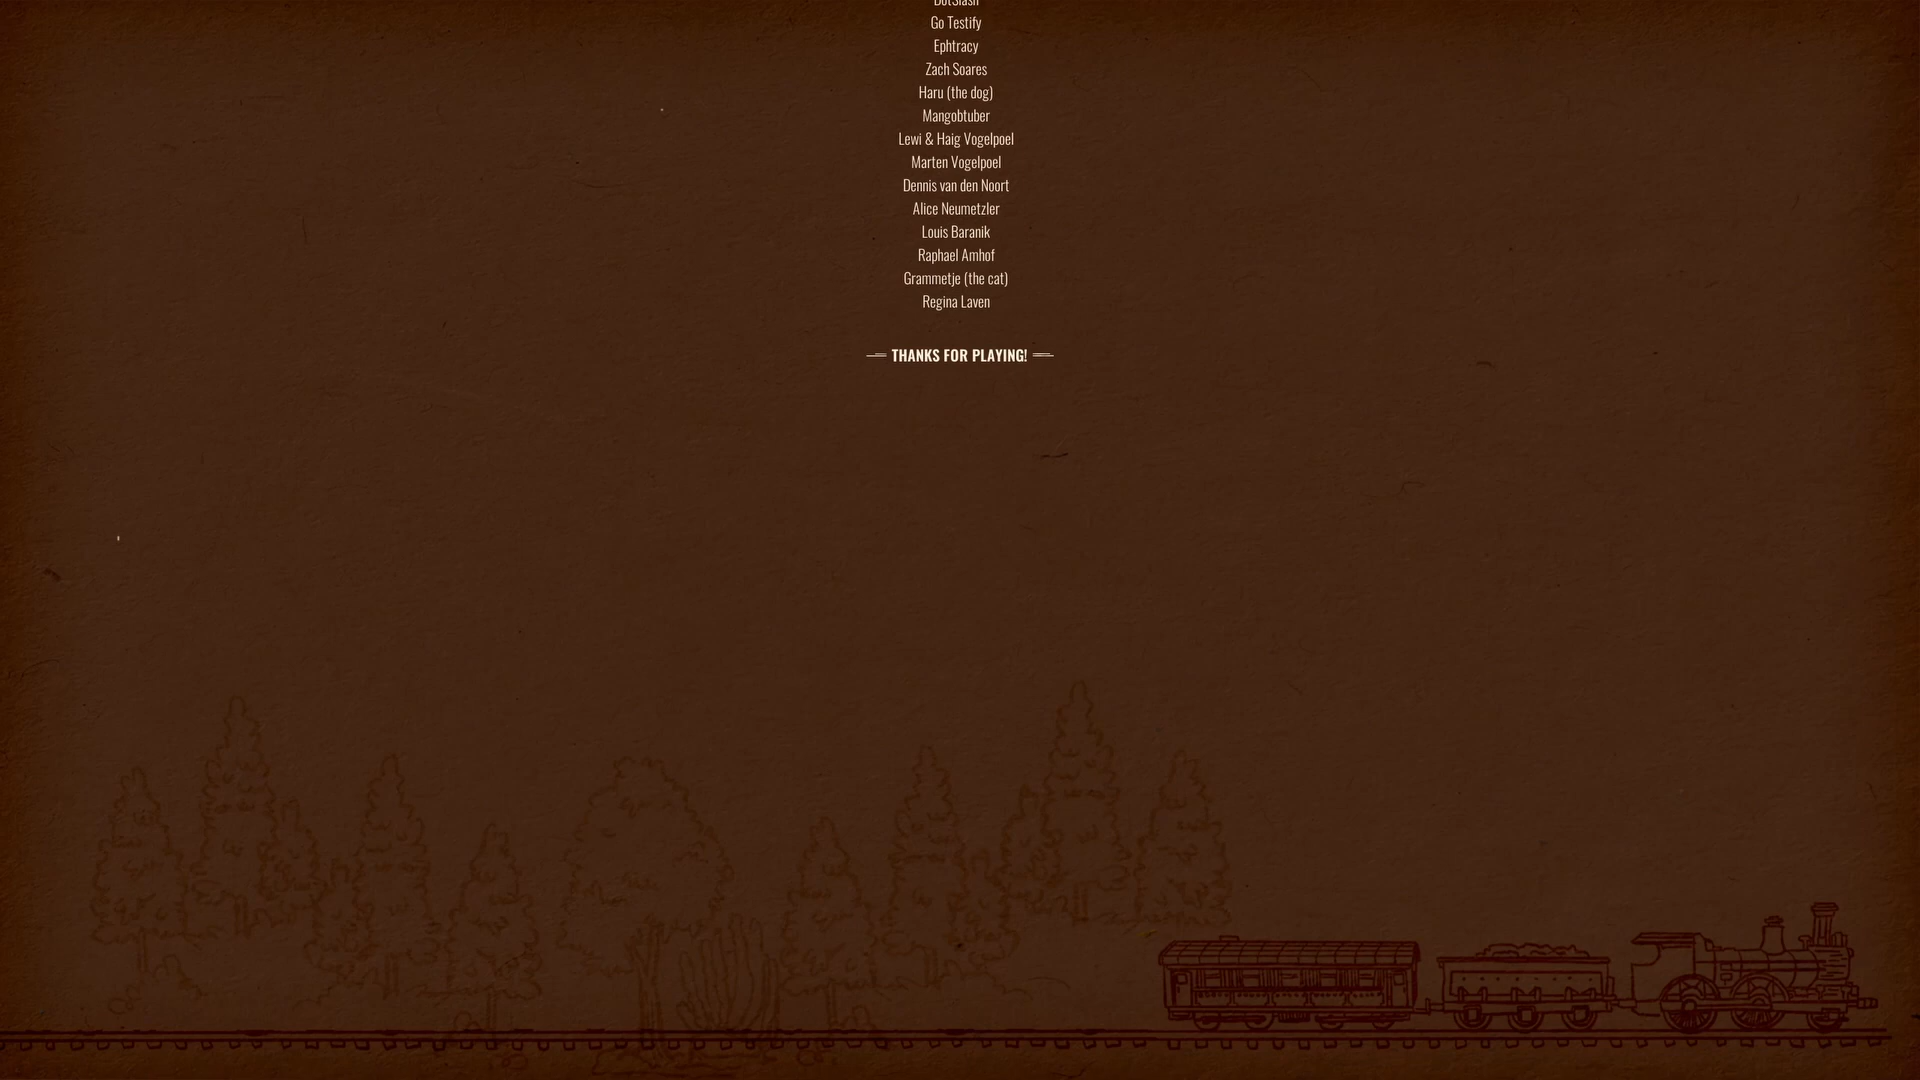 DotSlash
Go Testify
Ephtracy
Zach Soares
Haru (the dog)
Mangobtuber
Lewi & Haig Vogelpoel
Marten Vogelpoel
Dennis van den Noort
Alice Neumetzler
Louis Baranik
Raphael Amhof
Grammetje (the cat)
Regina Laven
THANKS FOR PLAYING!